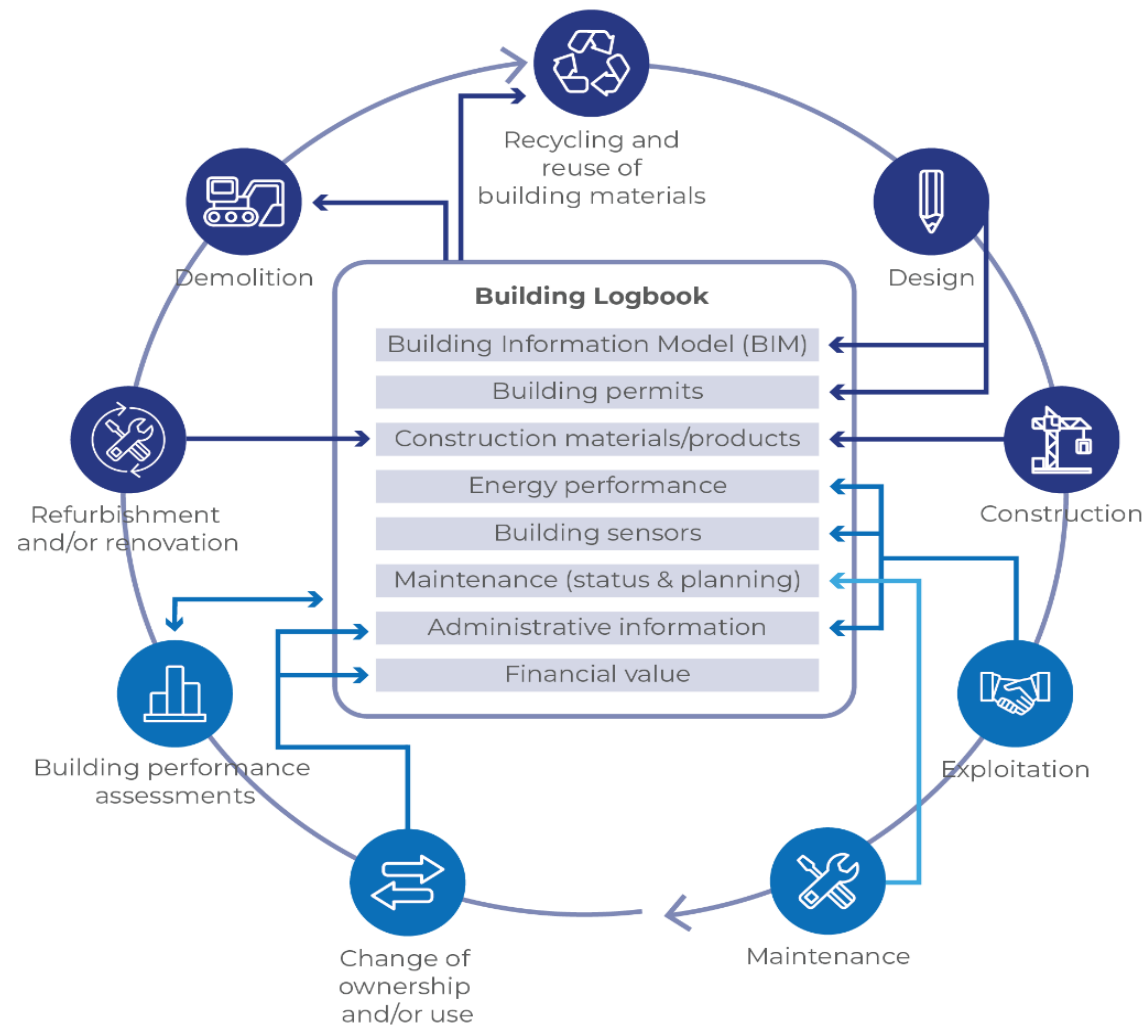 Recycling and
reuse of
building materials
Demolition
Design
Building Logbook
Building Information Model (BIM)
Building permits
Construction materials/products
Energy performance
Building sensors
Maintenance (status & planning)
Administrative information
Financial value
Refurbishment
and/or renovation
Construction
Building performance
assessments
Exploitation
Change of
ownership
and/or use
Maintenance